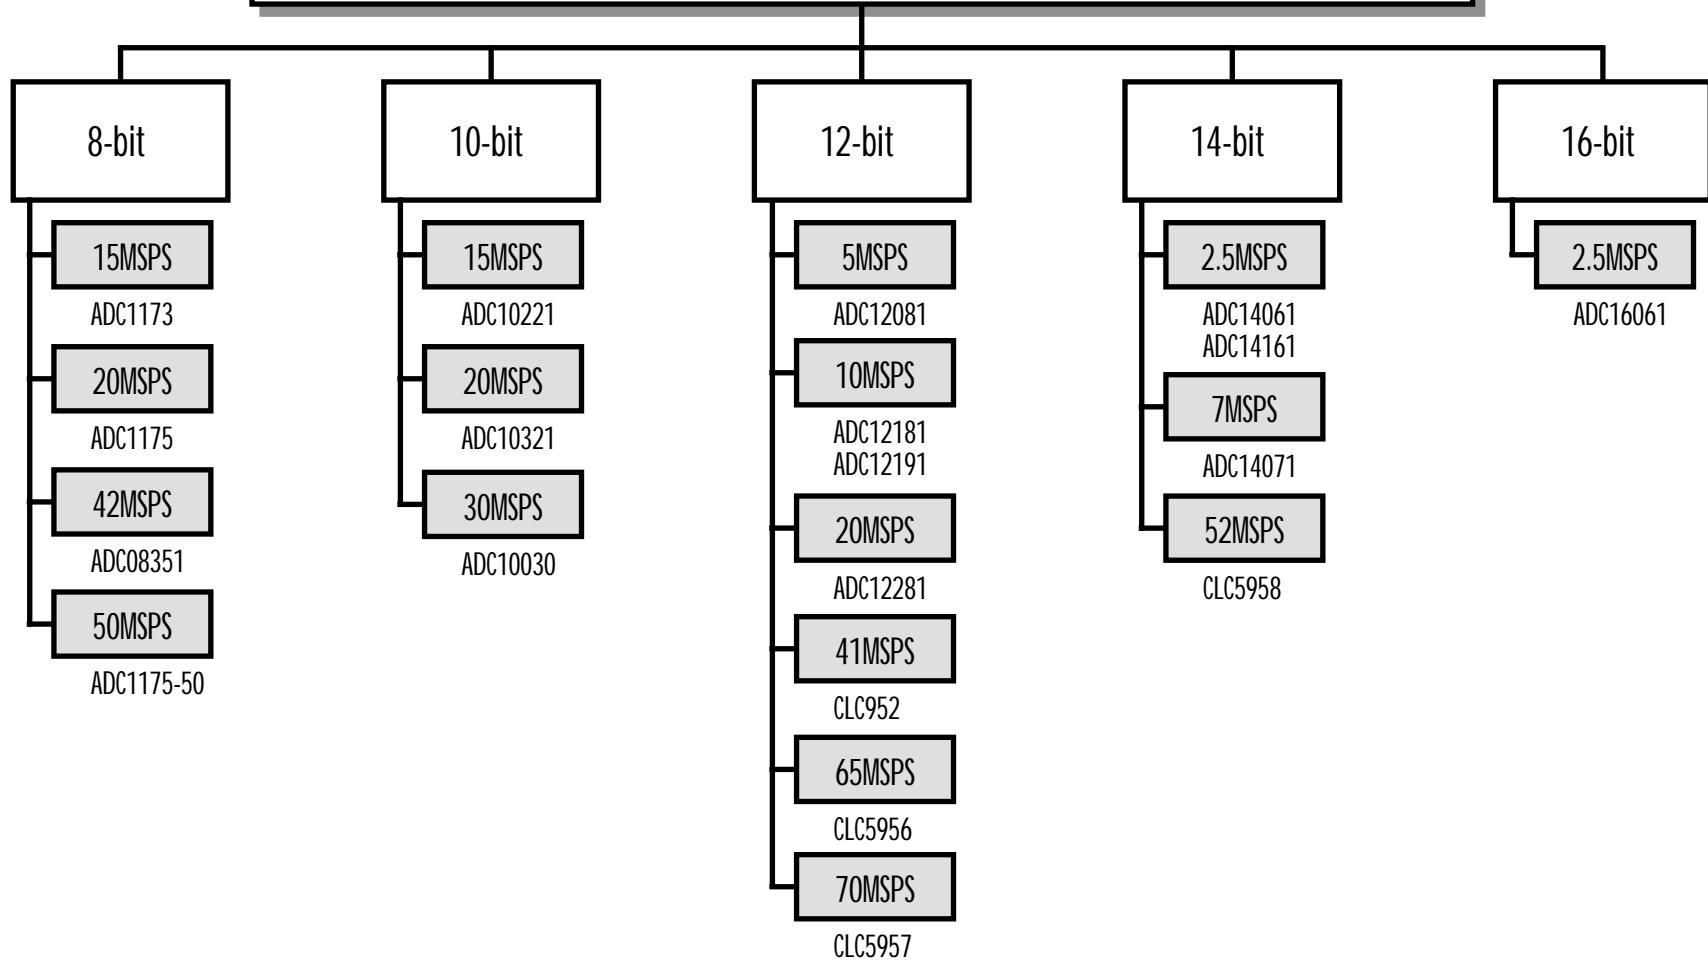 8-bit
15MSPS
ADC1173
20MSPS
ADC1175
42MSPS
ADC08351
50MSPS
ADC1175-50
10-bit
15MSPS
ADC10221
20MSPS
ADC10321
30MSPS
ADC10030
12-bit
5MSPS
ADC12081
10MSPS
ADC12181
ADC12191
20MSPS
ADC12281
41MSPS
CLC952
65MSPS
CLC5956
70MSPS
CLC5957
14-bit
2.5MSPS
ADC14061
ADC14161
7MSPS
ADC14071
52MSPS
CLC5958
16-bit
2.5MSPS
ADC16061